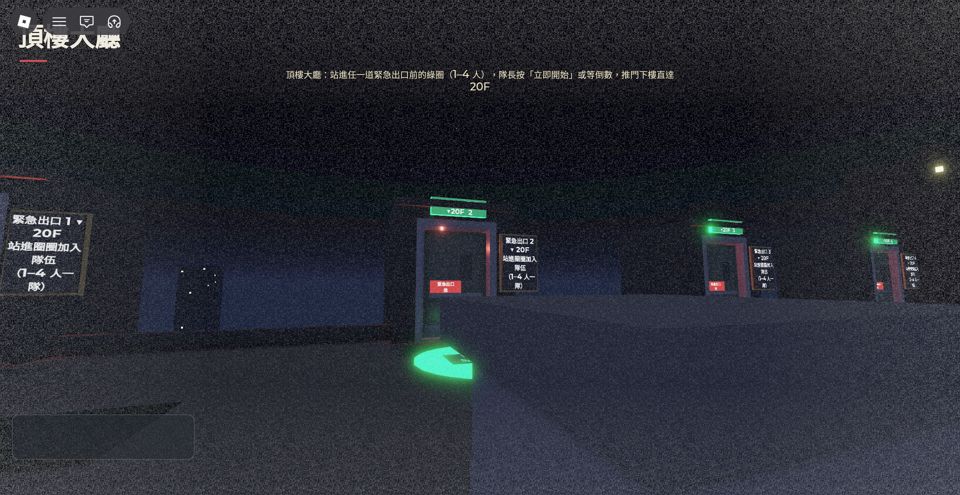 頂樓大廳
頂樓大廳：站進任一道緊急出口前的綠圈（1–4 人），隊長按「立即開始」或等倒數，推門下樓直達
20F
緊急出口 1 ▼
20F
站進圈圈加入
隊伍
（1–4 人一
隊）
▼20F 2
緊急出口 2
▼ 20F
站進圈圈加入
隊伍
（1–4 人一
隊）
緊急出口